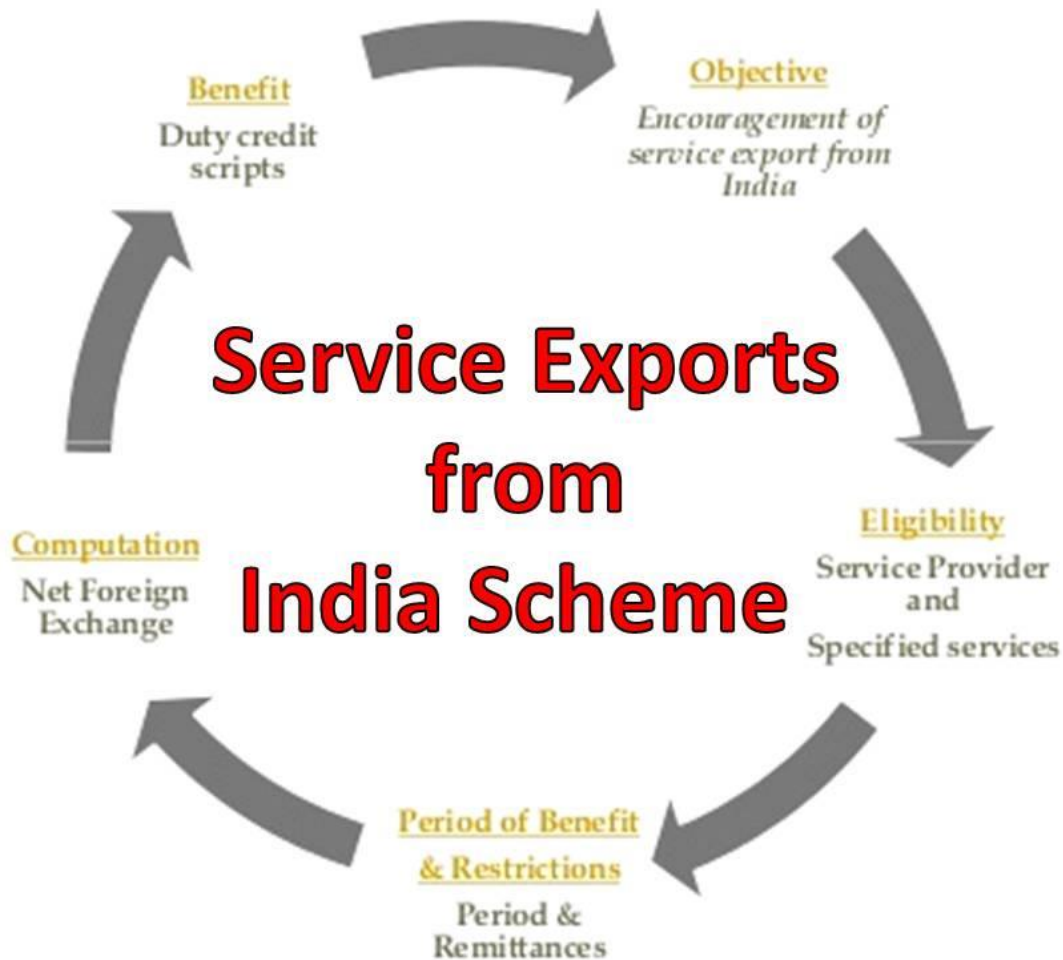 Benefit
Duty credit
scripts
Objective
Encouragement of
service export from
India
Service Exports
from
India Scheme
Eligibility
Service Provider
and
Specified services
Period of Benefit
& Restrictions
Period &
Remittances
Computation
Net Foreign
Exchange